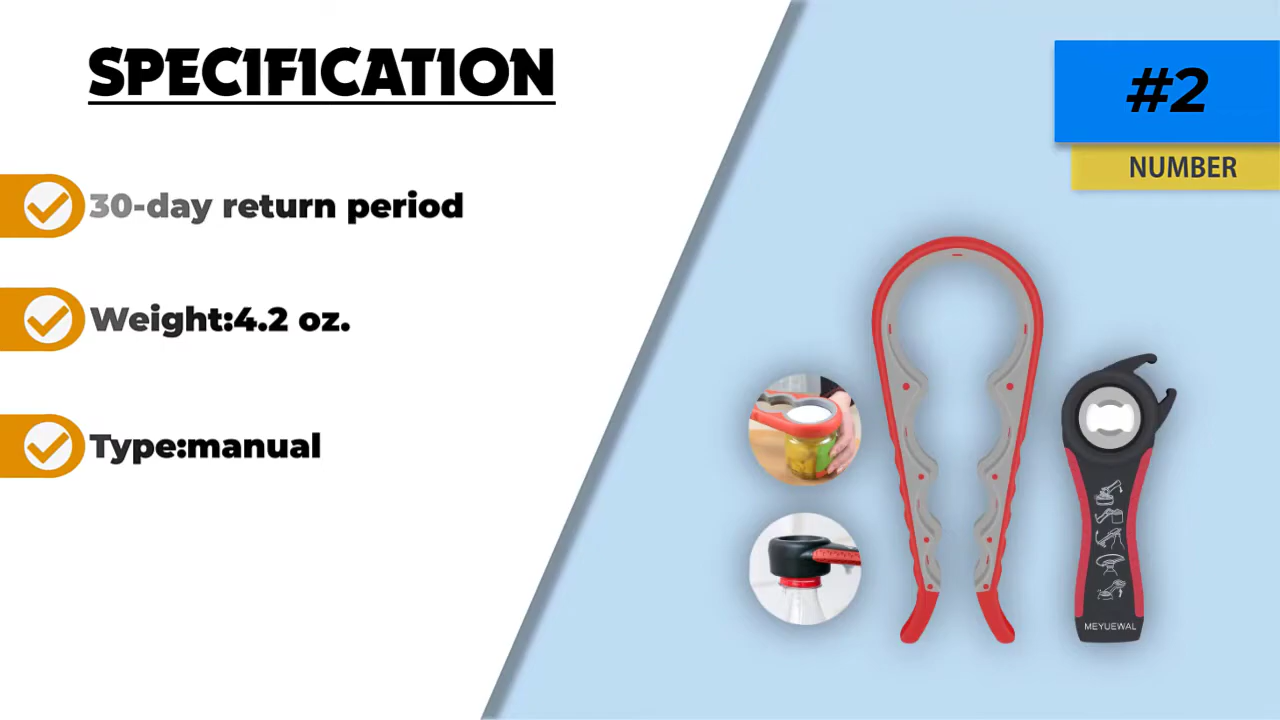 SPECIFICATION
#2
NUMBER
30-day return period
Weight:4.2 oz.
Type:manual
MEYUEWAL